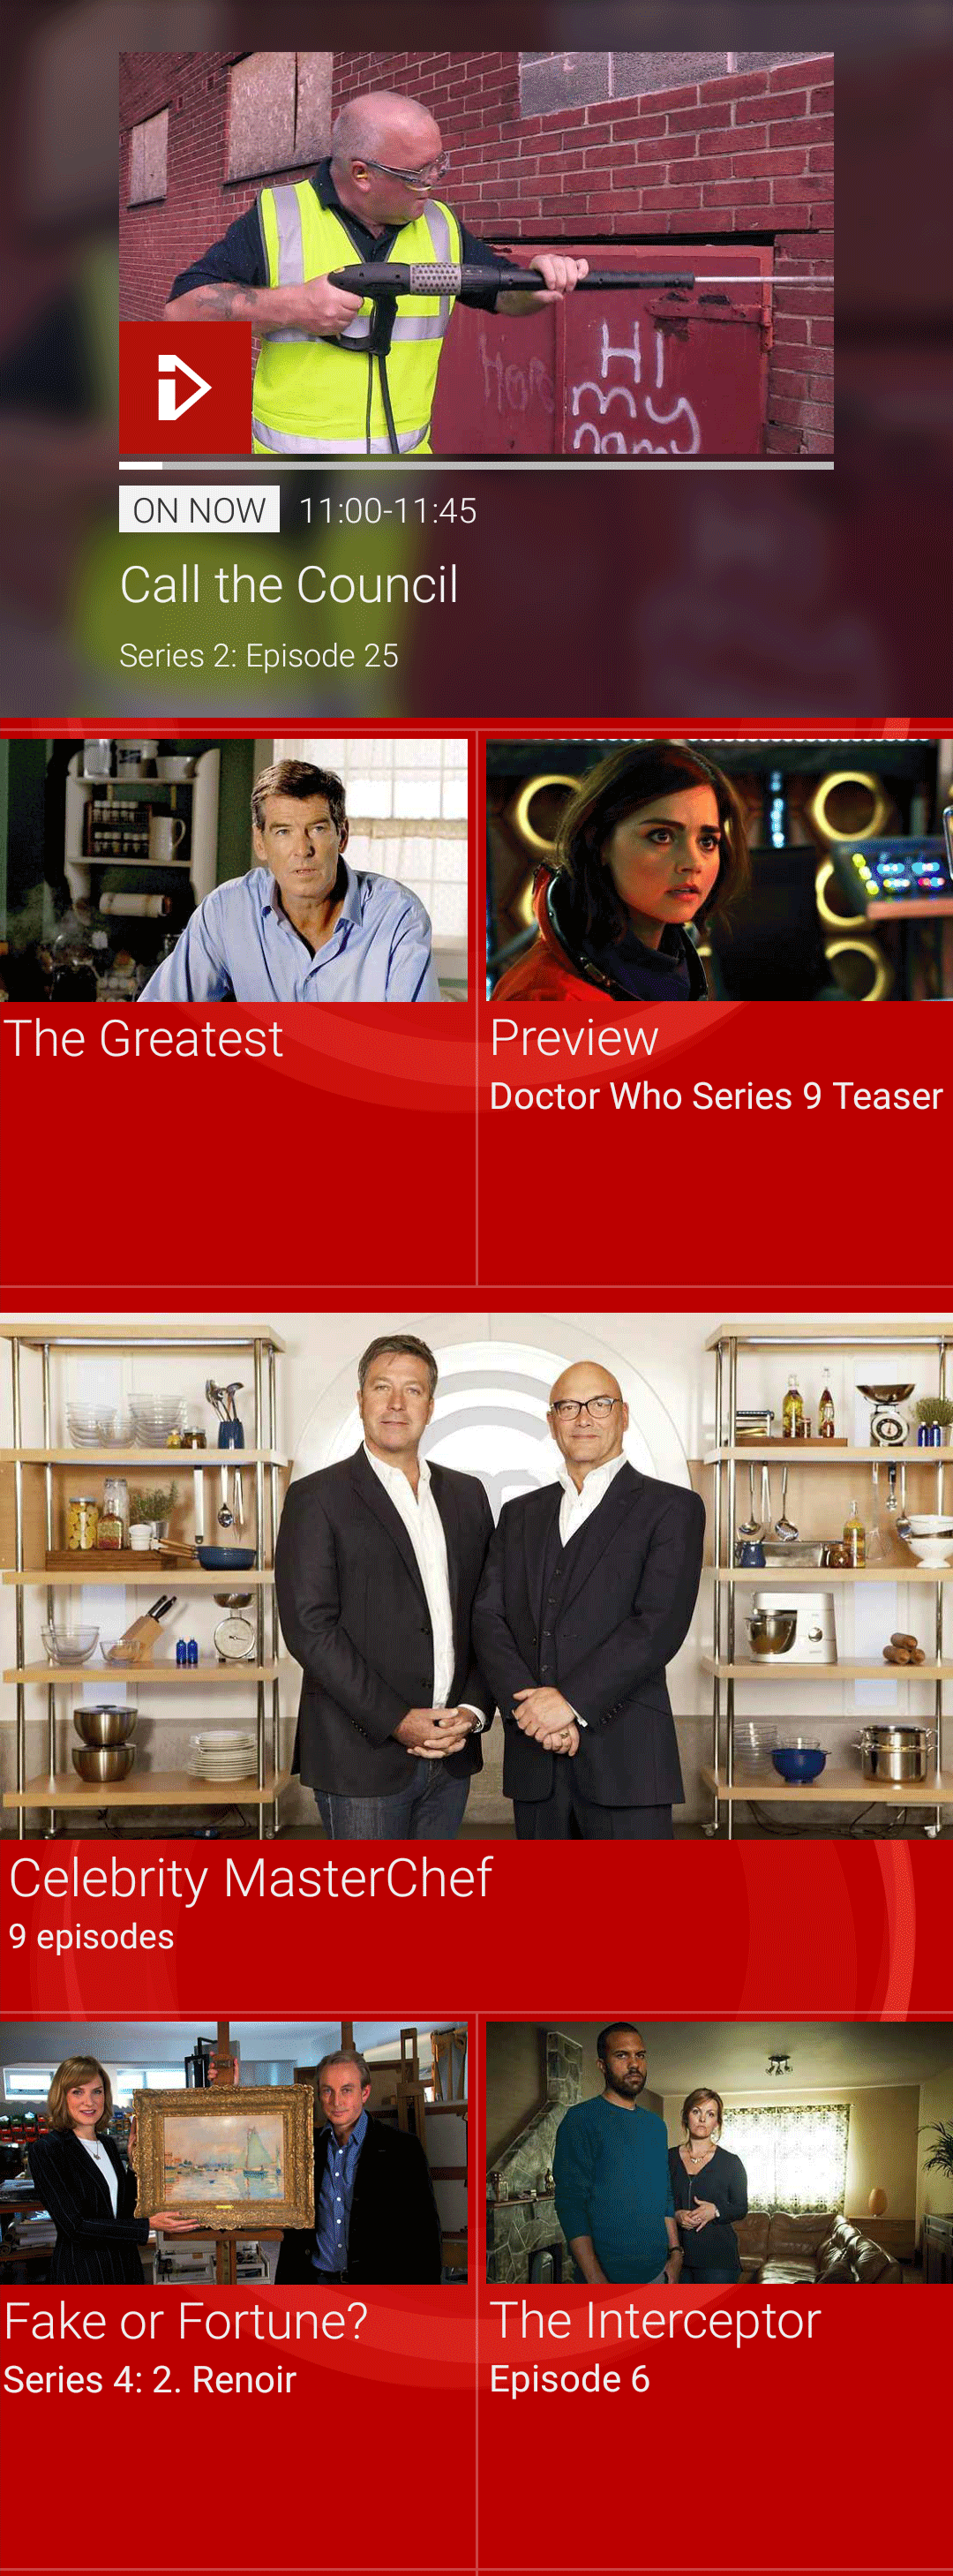 HI
my
name
ON NOW 11:00-11:45
Call the Council
Series 2: Episode 25
The Greatest
Preview
Doctor Who Series 9 Teaser
Celebrity MasterChef
9 episodes
Fake or Fortune?
Series 4: 2. Renoir
The Interceptor
Episode 6